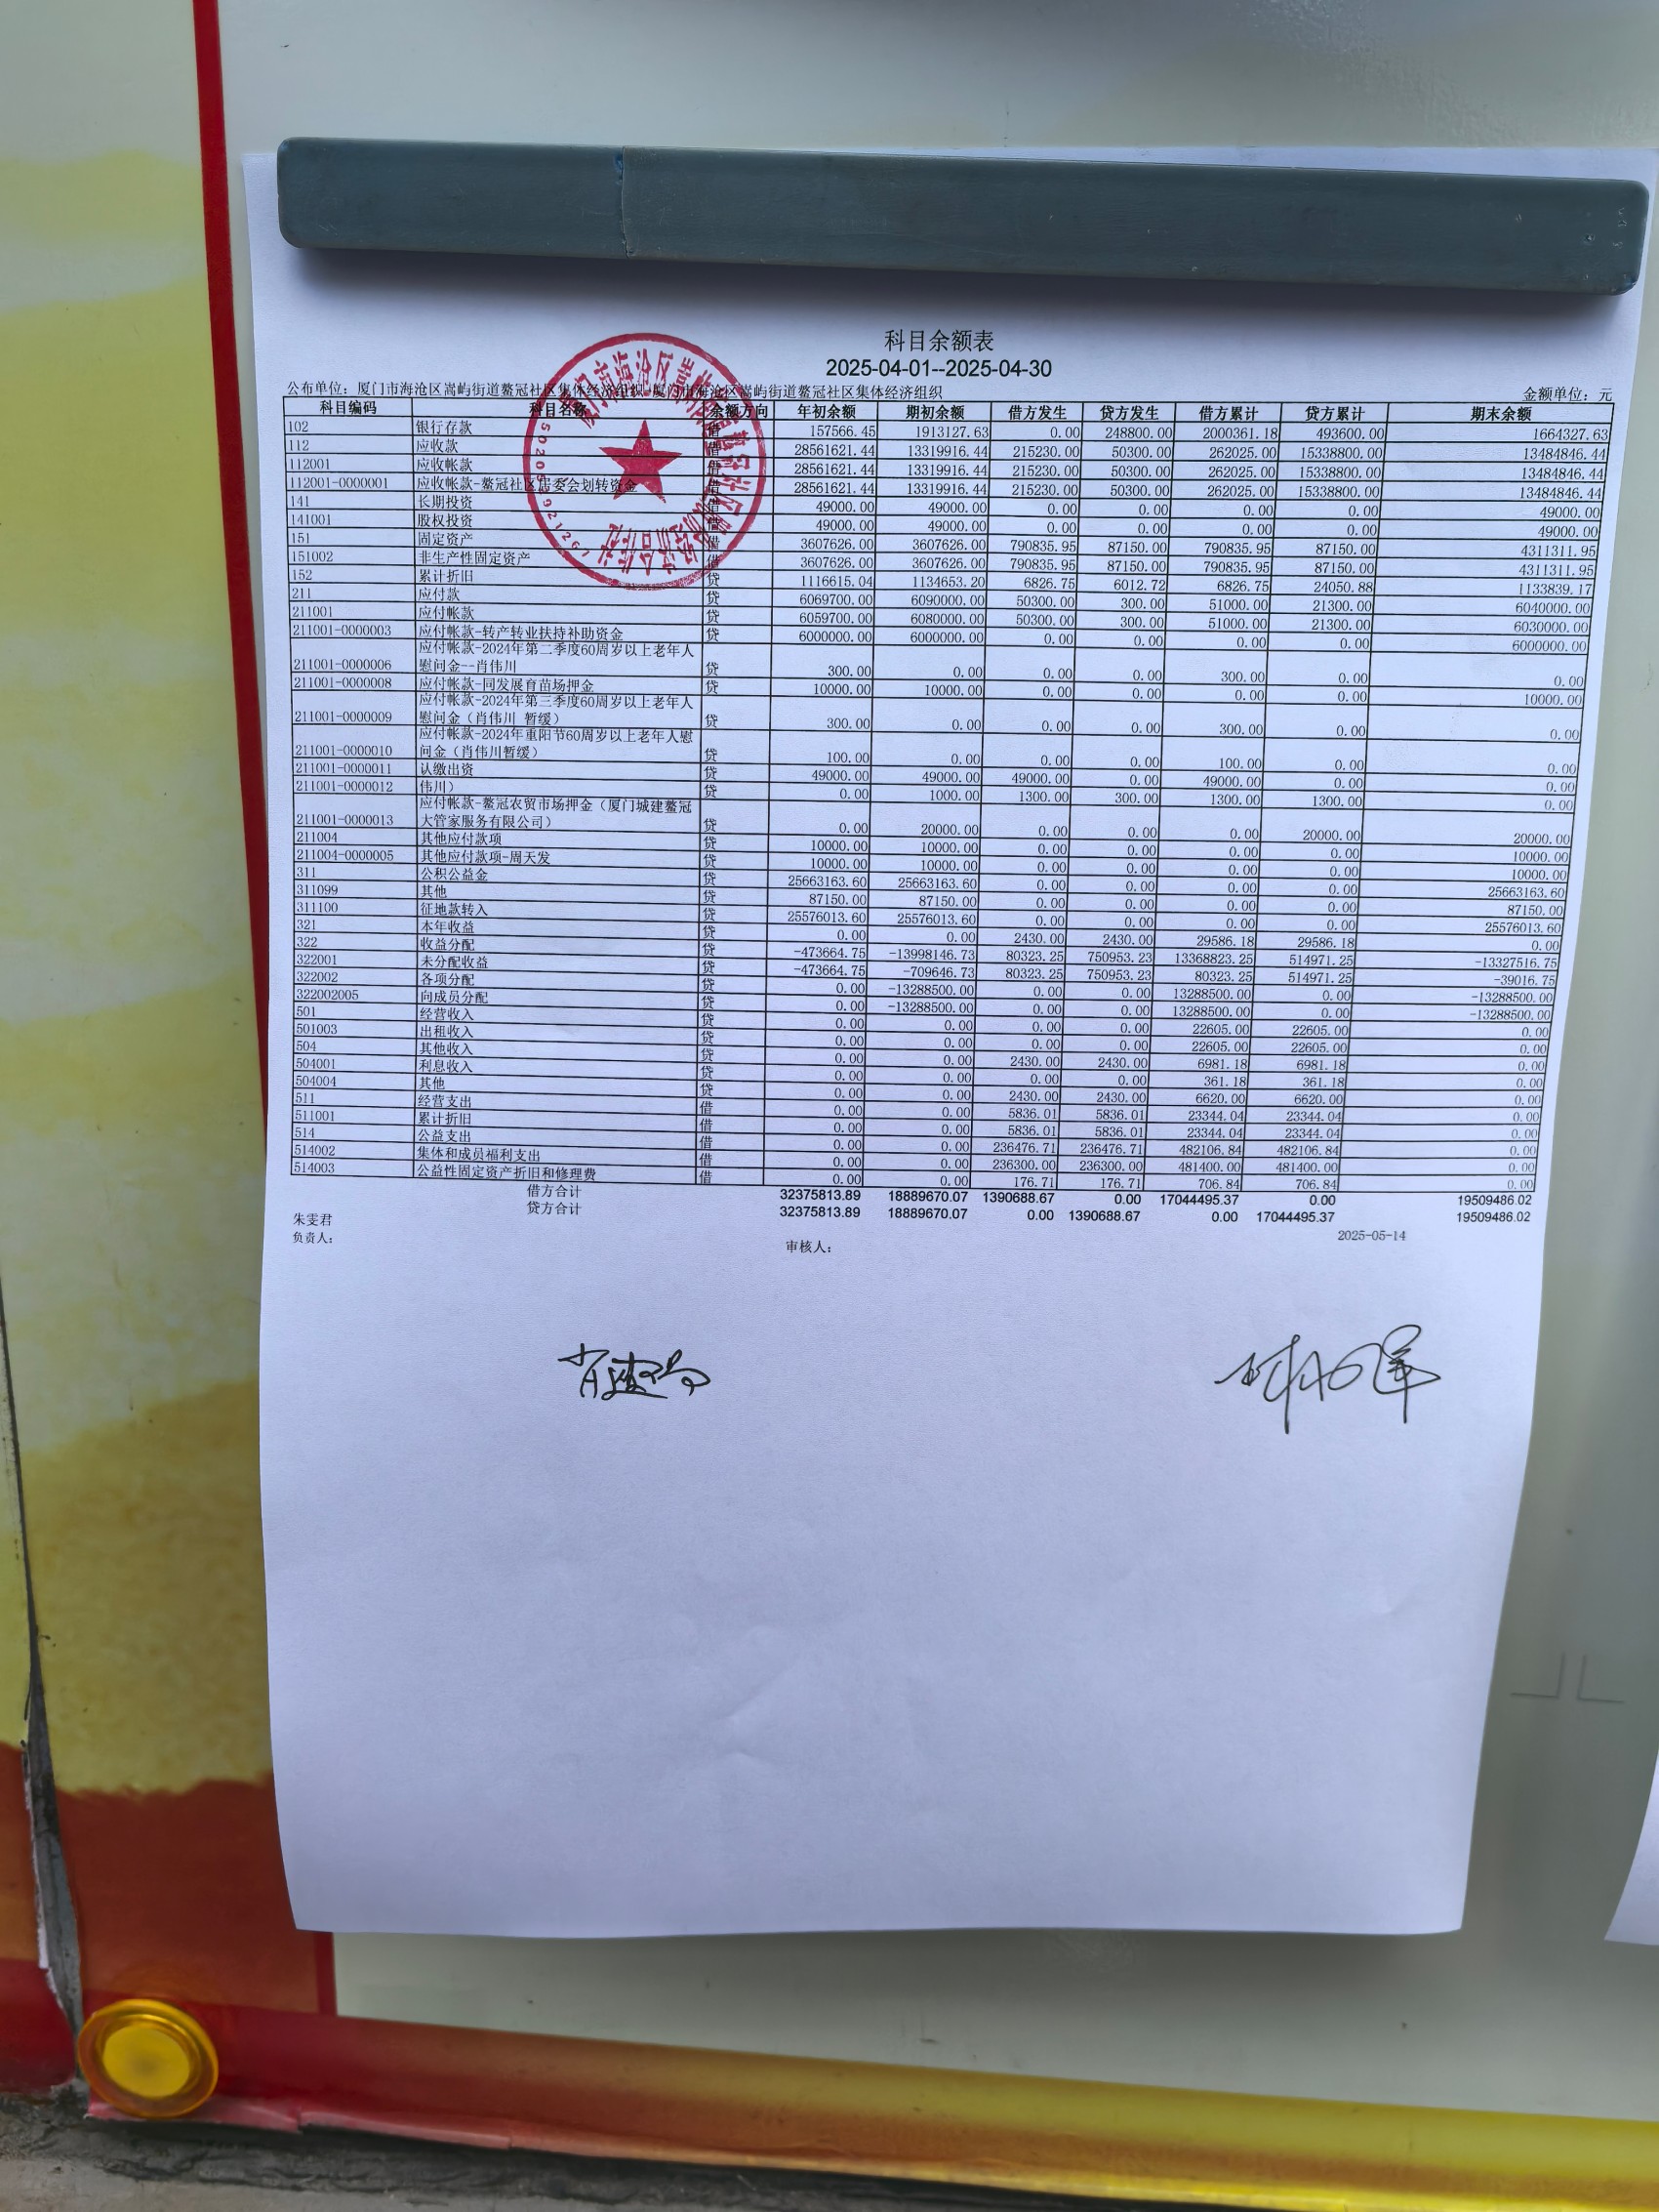 科目余额表
2025-04-01--2025-04-30
公布单位：厦门市海沧区嵩屿街道鳌冠社区集体经济组织-厦门市海沧区嵩屿街道鳌冠社区集体经济组织 金额单位：元
科目编码 科目名称 余额方向 年初余额 期初余额 借方发生 贷方发生 借方累计 贷方累计 期末余额
102 银行存款 借 157566.45 1913127.63 0.00 248800.00 2000361.18 493600.00 1664327.63
112 应收款 借 28561621.44 13319916.44 215230.00 50300.00 262025.00 15338800.00 13484846.44
112001 应收帐款 借 28561621.44 13319916.44 215230.00 50300.00 262025.00 15338800.00 13484846.44
112001-0000001 应收帐款-鳌冠社区居委会划转资金 借 28561621.44 13319916.44 215230.00 50300.00 262025.00 15338800.00 13484846.44
141 长期投资 借 49000.00 49000.00 0.00 0.00 0.00 0.00 49000.00
141001 股权投资 借 49000.00 49000.00 0.00 0.00 0.00 0.00 49000.00
151 固定资产 借 3607626.00 3607626.00 790835.95 87150.00 790835.95 87150.00 4311311.95
151002 非生产性固定资产 借 3607626.00 3607626.00 790835.95 87150.00 790835.95 87150.00 4311311.95
152 累计折旧 贷 1116615.04 1134653.20 6826.75 6012.72 6826.75 24050.88 1133839.17
211 应付款 贷 6069700.00 6090000.00 50300.00 300.00 51000.00 21300.00 6040000.00
211001 应付帐款 贷 6059700.00 6080000.00 50300.00 300.00 51000.00 21300.00 6030000.00
211001-0000003 应付帐款-转产转业扶持补助资金 贷 6000000.00 6000000.00 0.00 0.00 0.00 0.00 6000000.00
应付帐款-2024年第二季度60周岁以上老年人
211001-0000006 慰问金--肖伟川 贷 300.00 0.00 0.00 0.00 300.00 0.00 0.00
211001-0000008 应付帐款-同发展育苗场押金 贷 10000.00 10000.00 0.00 0.00 0.00 0.00 10000.00
应付帐款-2024年第三季度60周岁以上老年人
211001-0000009 慰问金（肖伟川 暂缓） 贷 300.00 0.00 0.00 0.00 300.00 0.00 0.00
应付帐款-2024年重阳节60周岁以上老年人慰
211001-0000010 问金（肖伟川暂缓） 贷 100.00 0.00 0.00 0.00 100.00 0.00 0.00
211001-0000011 认缴出资 贷 49000.00 49000.00 49000.00 0.00 49000.00 0.00 0.00
211001-0000012 伟川） 贷 0.00 1000.00 1300.00 300.00 1300.00 1300.00 0.00
应付帐款-鳌冠农贸市场押金（厦门城建鳌冠
211001-0000013 大管家服务有限公司） 贷 0.00 20000.00 0.00 0.00 0.00 20000.00 20000.00
211004 其他应付款项 贷 10000.00 10000.00 0.00 0.00 0.00 0.00 10000.00
211004-0000005 其他应付款项-周天发 贷 10000.00 10000.00 0.00 0.00 0.00 0.00 10000.00
311 公积公益金 贷 25663163.60 25663163.60 0.00 0.00 0.00 0.00 25663163.60
311099 其他 贷 87150.00 87150.00 0.00 0.00 0.00 0.00 87150.00
311100 征地款转入 贷 25576013.60 25576013.60 0.00 0.00 0.00 0.00 25576013.60
321 本年收益 贷 0.00 0.00 2430.00 2430.00 29586.18 29586.18 0.00
322 收益分配 贷 -473664.75 -13998146.73 80323.25 750953.23 13368823.25 514971.25 -13327516.75
322001 未分配收益 贷 -473664.75 -709646.73 80323.25 750953.23 80323.25 514971.25 -39016.75
322002 各项分配 贷 0.00 -13288500.00 0.00 0.00 13288500.00 0.00 -13288500.00
322002005 向成员分配 贷 0.00 -13288500.00 0.00 0.00 13288500.00 0.00 -13288500.00
501 经营收入 贷 0.00 0.00 0.00 0.00 22605.00 22605.00 0.00
501003 出租收入 贷 0.00 0.00 0.00 0.00 22605.00 22605.00 0.00
504 其他收入 贷 0.00 0.00 2430.00 2430.00 6981.18 6981.18 0.00
504001 利息收入 贷 0.00 0.00 0.00 0.00 361.18 361.18 0.00
504004 其他 贷 0.00 0.00 2430.00 2430.00 6620.00 6620.00 0.00
511 经营支出 借 0.00 0.00 5836.01 5836.01 23344.04 23344.04 0.00
511001 累计折旧 借 0.00 0.00 5836.01 5836.01 23344.04 23344.04 0.00
514 公益支出 借 0.00 0.00 236476.71 236476.71 482106.84 482106.84 0.00
514002 集体和成员福利支出 借 0.00 0.00 236300.00 236300.00 481400.00 481400.00 0.00
514003 公益性固定资产折旧和修理费 借 0.00 0.00 176.71 176.71 706.84 706.84 0.00
借方合计 32375813.89 18889670.07 1390688.67 0.00 17044495.37 0.00 19509486.02
贷方合计 32375813.89 18889670.07 0.00 1390688.67 0.00 17044495.37 19509486.02
朱雯君 2025-05-14
负责人： 审核人：